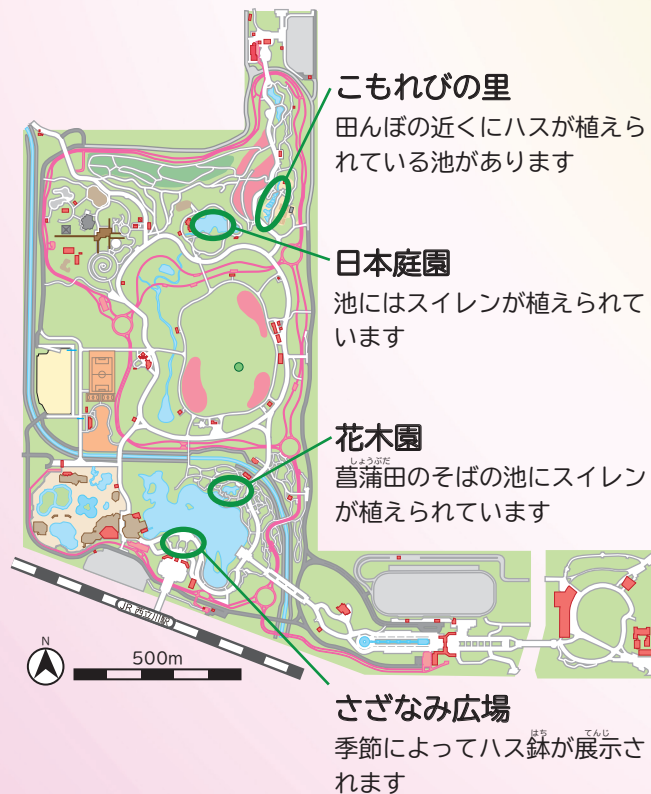 こもれびの里
田んぼの近くにハスが植えら
れている池があります
日本庭園
池にはスイレンが植えられて
います
花木園
しょうぶだ
菖蒲田のそばの池にスイレン
が植えられています
JR 西立川駅
N
500m
さざなみ広場
はち てんじ
季節によってハス鉢が展示さ
れます